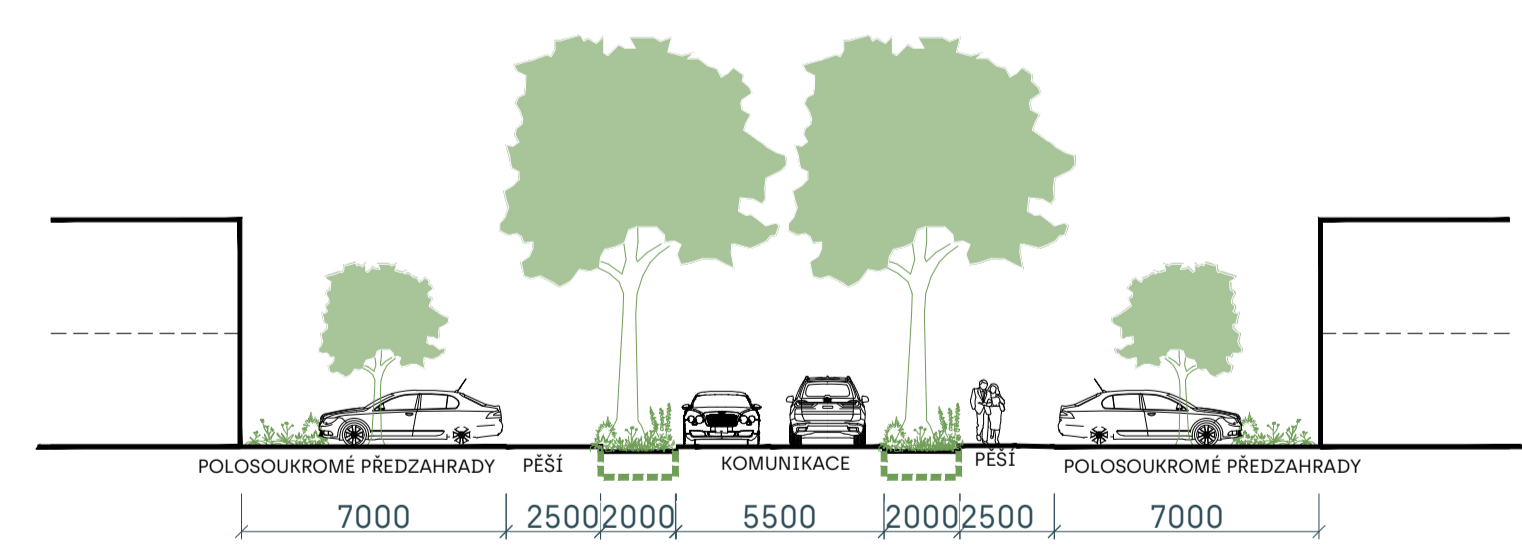 POLOSOUKROMÉ PŘEDZAHRADY PĚŠÍ KOMUNIKACE PĚŠÍ POLOSOUKROMÉ PŘEDZAHRADY
7000 2500 2000 5500 2000 2500 7000